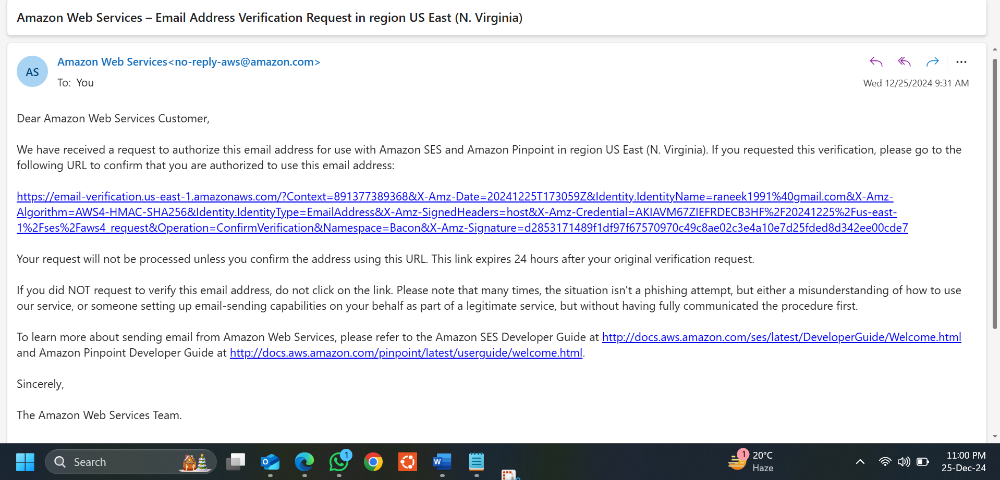 Amazon Web Services – Email Address Verification Request in region US East (N. Virginia)
AS
Amazon Web Services<no-reply-aws@amazon.com>
To: You
Wed 12/25/2024 9:31 AM
Dear Amazon Web Services Customer,
We have received a request to authorize this email address for use with Amazon SES and Amazon Pinpoint in region US East (N. Virginia). If you requested this verification, please go to the
following URL to confirm that you are authorized to use this email address:
https://email-verification.us-east-1.amazonaws.com/?Context=891377389368&X-Amz-Date=20241225T173059Z&Identity.IdentityName=raneek1991%40gmail.com&X-Amz-
Algorithm=AWS4-HMAC-SHA256&Identity.IdentityType=EmailAddress&X-Amz-SignedHeaders=host&X-Amz-Credential=AKIAVM67ZIEFRDECB3HF%2F20241225%2Fus-east-
1%2Fses%2Faws4_request&Operation=ConfirmVerification&Namespace=Bacon&X-Amz-Signature=d2853171489f1df97f67570970c49c8ae02c3e4a10e7d25fded8d342ee00cde7
Your request will not be processed unless you confirm the address using this URL. This link expires 24 hours after your original verification request.
If you did NOT request to verify this email address, do not click on the link. Please note that many times, the situation isn't a phishing attempt, but either a misunderstanding of how to use
our service, or someone setting up email-sending capabilities on your behalf as part of a legitimate service, but without having fully communicated the procedure first.
To learn more about sending email from Amazon Web Services, please refer to the Amazon SES Developer Guide at http://docs.aws.amazon.com/ses/latest/DeveloperGuide/Welcome.html
and Amazon Pinpoint Developer Guide at http://docs.aws.amazon.com/pinpoint/latest/userguide/welcome.html.
Sincerely,
The Amazon Web Services Team.
Search
1
1
20°C
Haze
11:00 PM
25-Dec-24